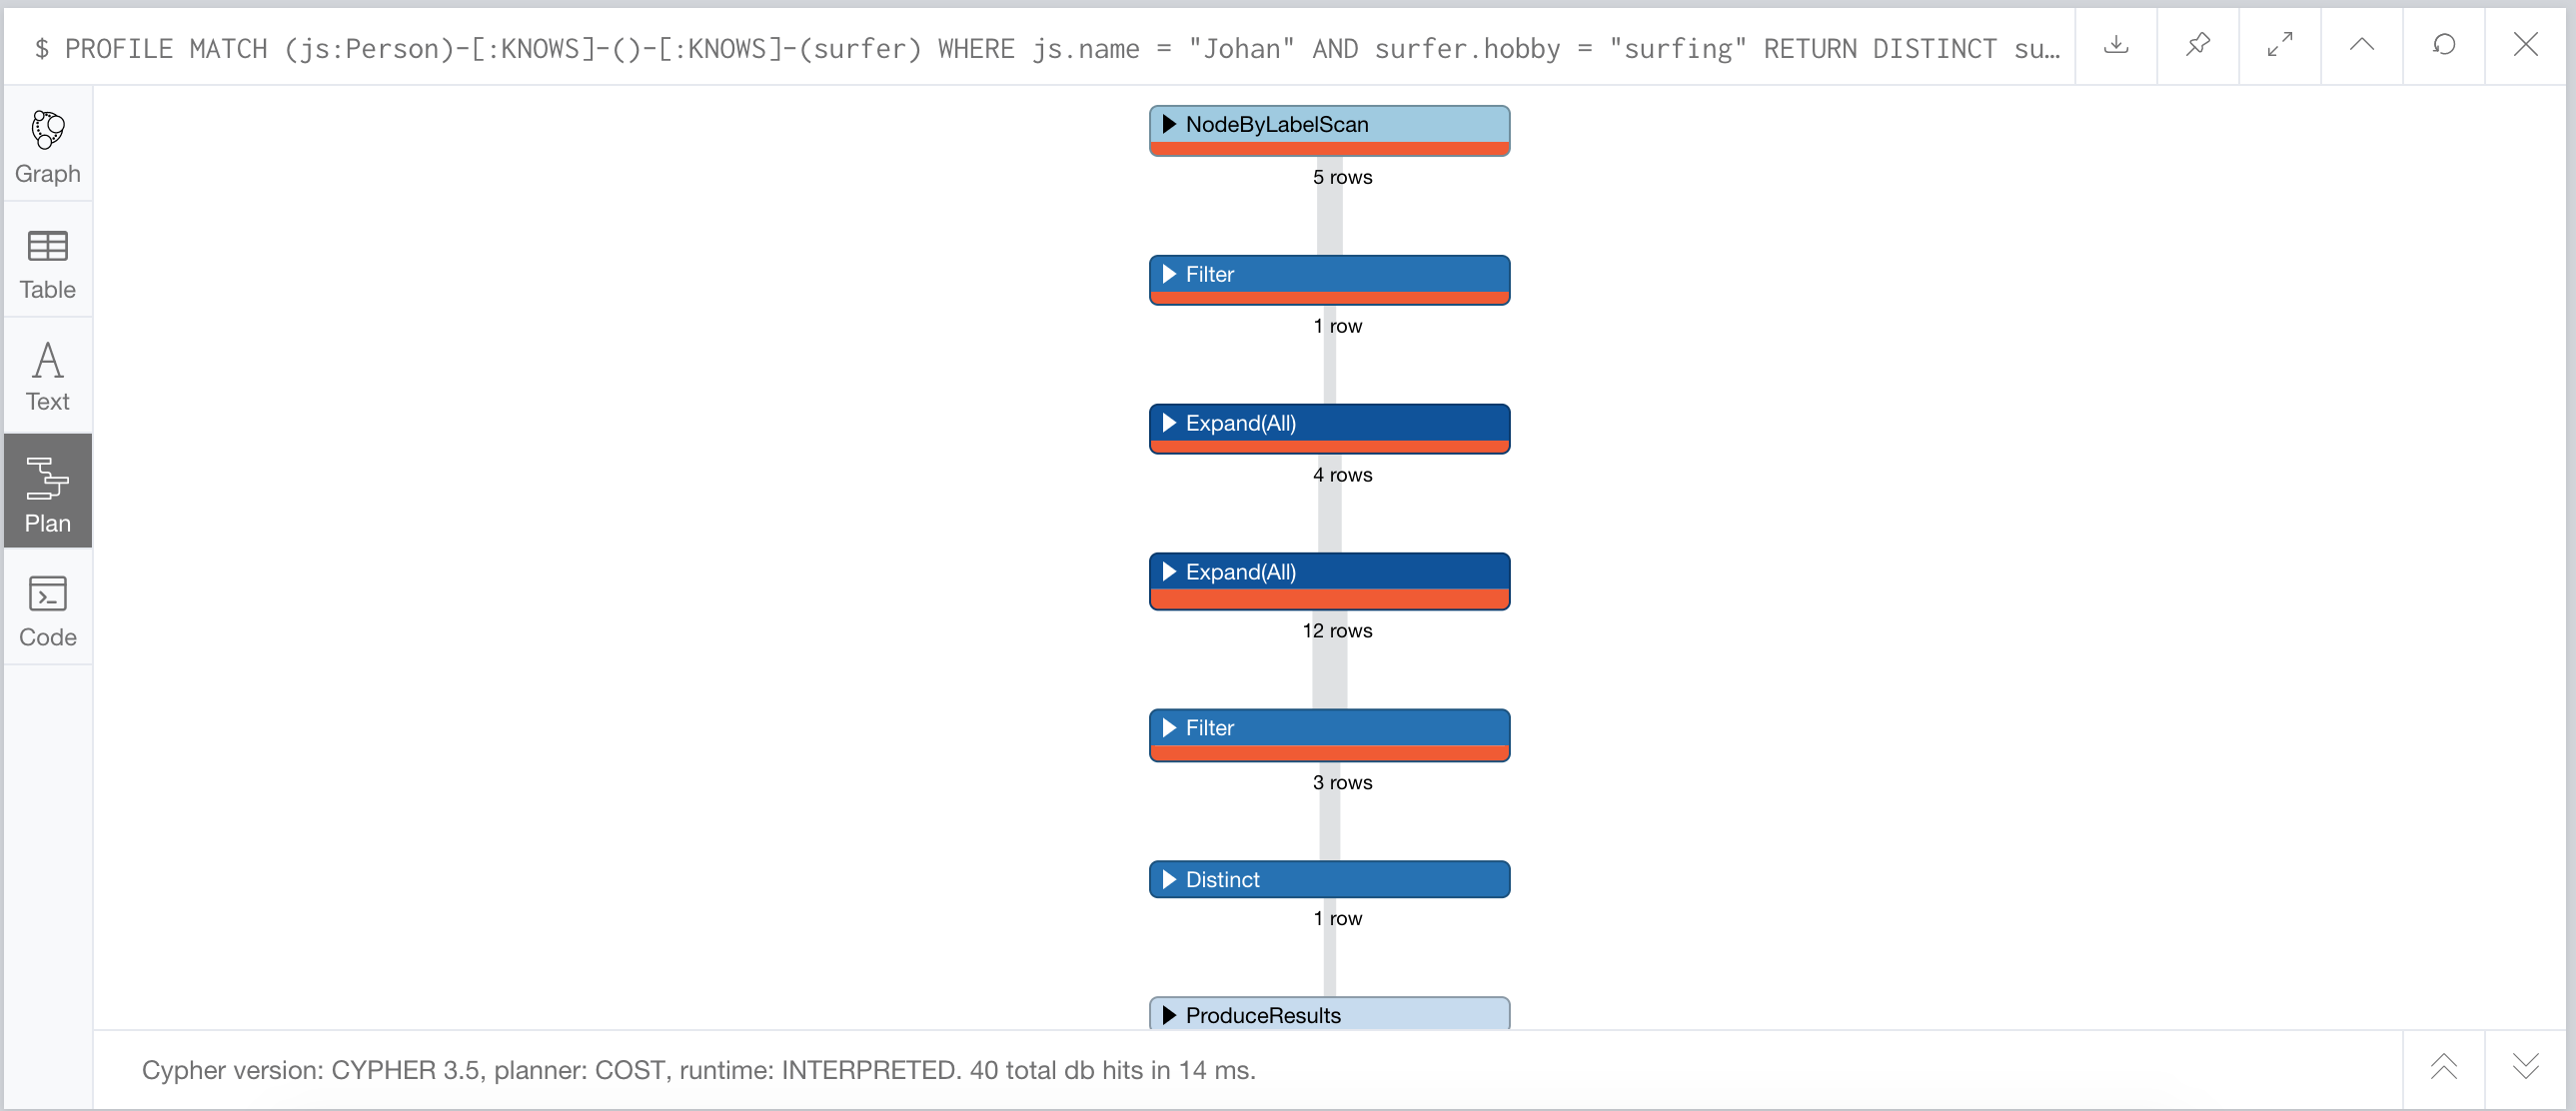 $ PROFILE MATCH (js:Person)-[:KNOWS]-()-[:KNOWS]-(surfer) WHERE js.name = "Johan" AND surfer.hobby = "surfing" RETURN DISTINCT su…
Graph
Table
Text
Plan
Code
NodeByLabelScan
5 rows
Filter
1 row
Expand(All)
4 rows
Expand(All)
12 rows
Filter
3 rows
Distinct
1 row
ProduceResults
Cypher version: CYPHER 3.5, planner: COST, runtime: INTERPRETED. 40 total db hits in 14 ms.